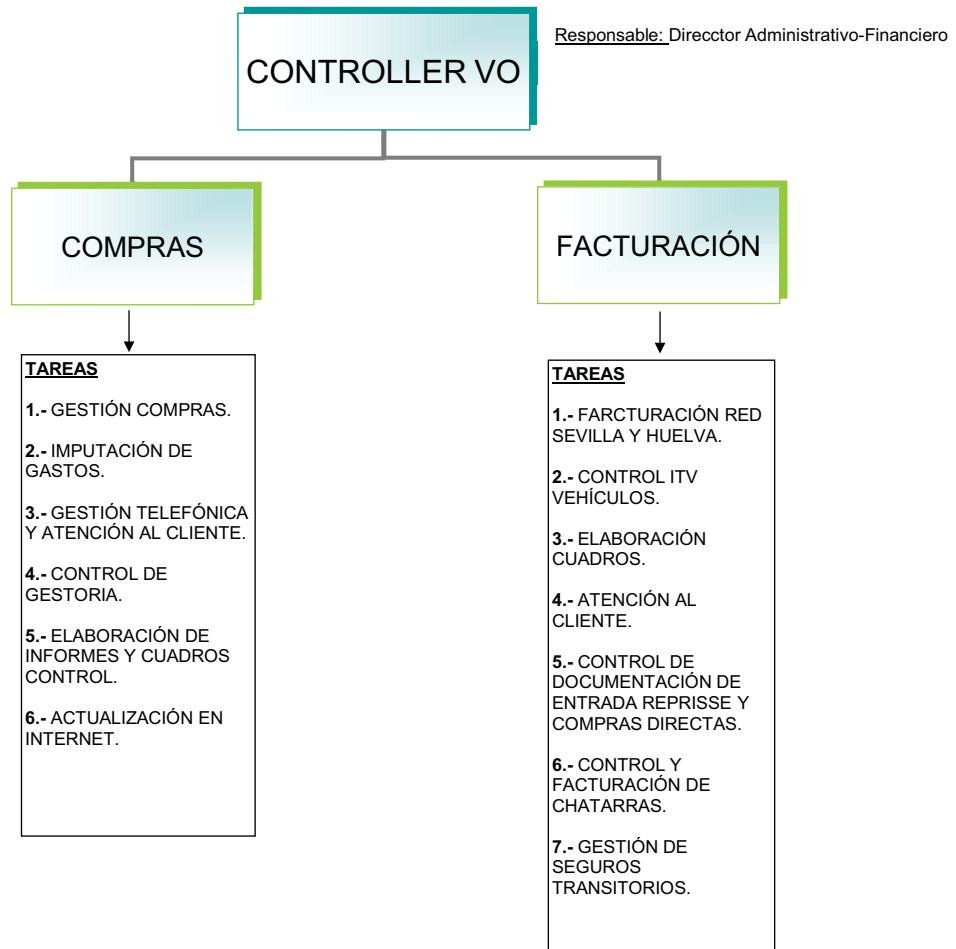 Responsable: Direcctor Administrativo-Financiero
CONTROLLER VO
COMPRAS
FACTURACIÓN
TAREAS
1.- GESTIÓN COMPRAS.
2.- IMPUTACIÓN DE
GASTOS.
3.- GESTIÓN TELEFÓNICA
Y ATENCIÓN AL CLIENTE.
4.- CONTROL DE
GESTORIA.
5.- ELABORACIÓN DE
INFORMES Y CUADROS
CONTROL.
6.- ACTUALIZACIÓN EN
INTERNET.
TAREAS
1.- FARCTURACIÓN RED
SEVILLA Y HUELVA.
2.- CONTROL ITV
VEHÍCULOS.
3.- ELABORACIÓN
CUADROS.
4.- ATENCIÓN AL
CLIENTE.
5.- CONTROL DE
DOCUMENTACIÓN DE
ENTRADA REPRISSE Y
COMPRAS DIRECTAS.
6.- CONTROL Y
FACTURACIÓN DE
CHATARRAS.
7.- GESTIÓN DE
SEGUROS
TRANSITORIOS.